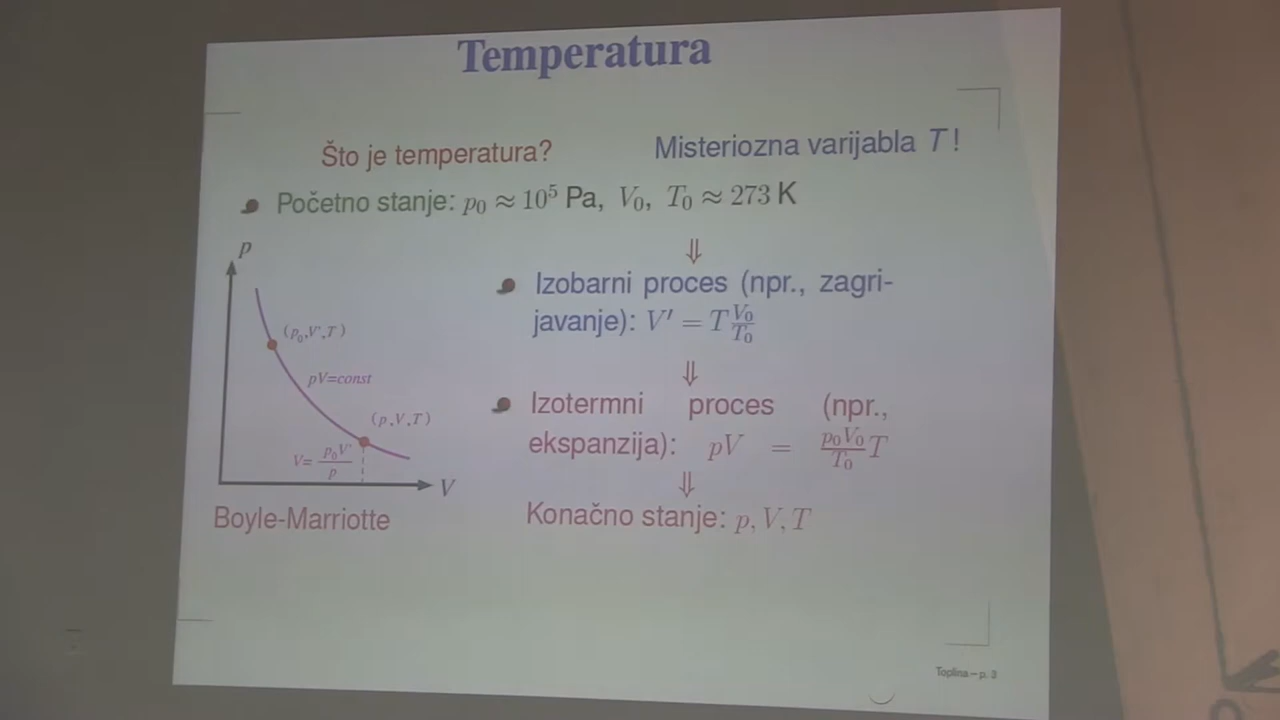 Temperatura
Što je temperatura? Misteriozna varijabla T!
Početno stanje: p₀ ≈ 10⁵ Pa, V₀, T₀ ≈ 273 K
⇓
p
Izobarni proces (npr., zagri-
javanje): V′ = T V₀/T₀
(p₀,V′,T)
⇓
pV=const
Izotermni proces (npr.,
ekspanzija): pV = p₀V₀/T₀ T
(p,V,T)
V= p₀V′/p
⇓
V
Boyle-Marriotte
Konačno stanje: p, V, T
Toplina – p. 3